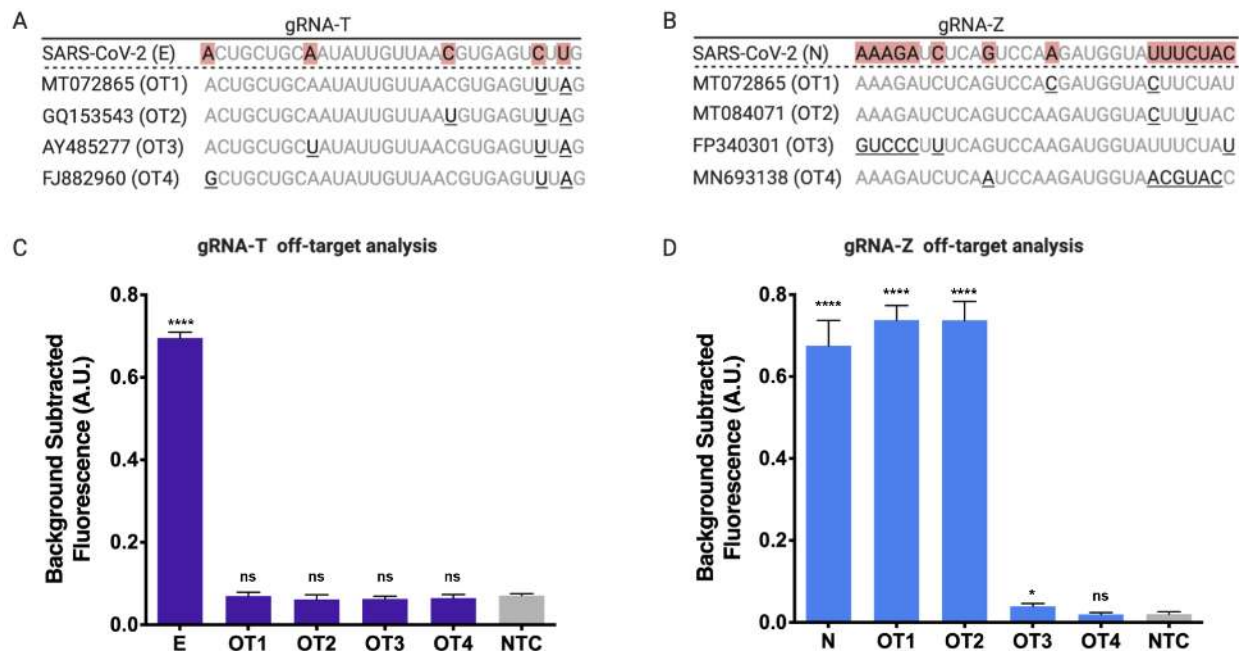 A
gRNA-T
SARS-CoV-2 (E) ACUGCUGCAAUAUUGUUAACGUGAGUCUUG
MT072865 (OT1) ACUGCUGCAAUAUUGUUAACGUGAGUUUAG
GQ153543 (OT2) ACUGCUGCAAUAUUGUUAAUGUGAGUUUAG
AY485277 (OT3) ACUGCUGCUAUAUUGUUAACGUGAGUUUAG
FJ882960 (OT4) GCUGCUGCAAUAUUGUUAACGUGAGUUUAG
B
gRNA-Z
SARS-CoV-2 (N) AAAGAUCUCAGUCCAAGAUGGUAUUUCUAC
MT072865 (OT1) AAAGAUCUCAGUCCACGAUGGUACUUCUAU
MT084071 (OT2) AAAGAUCUCAGUCCAAGAUGGUACUUUUAC
FP340301 (OT3) GUCCCUUUCAGUCCAAGAUGGUAUUUCUAU
MN693138 (OT4) AAAGAUCUCAAUCCAAGAUGGUAACGUACC
C
gRNA-T off-target analysis
Background Subtracted
Fluorescence (A.U.)
0.8
0.6
0.4
0.2
0.0
**** ns ns ns ns
E OT1 OT2 OT3 OT4 NTC
D
gRNA-Z off-target analysis
Background Subtracted
Fluorescence (A.U.)
0.8
0.6
0.4
0.2
0.0
**** **** **** * ns
N OT1 OT2 OT3 OT4 NTC